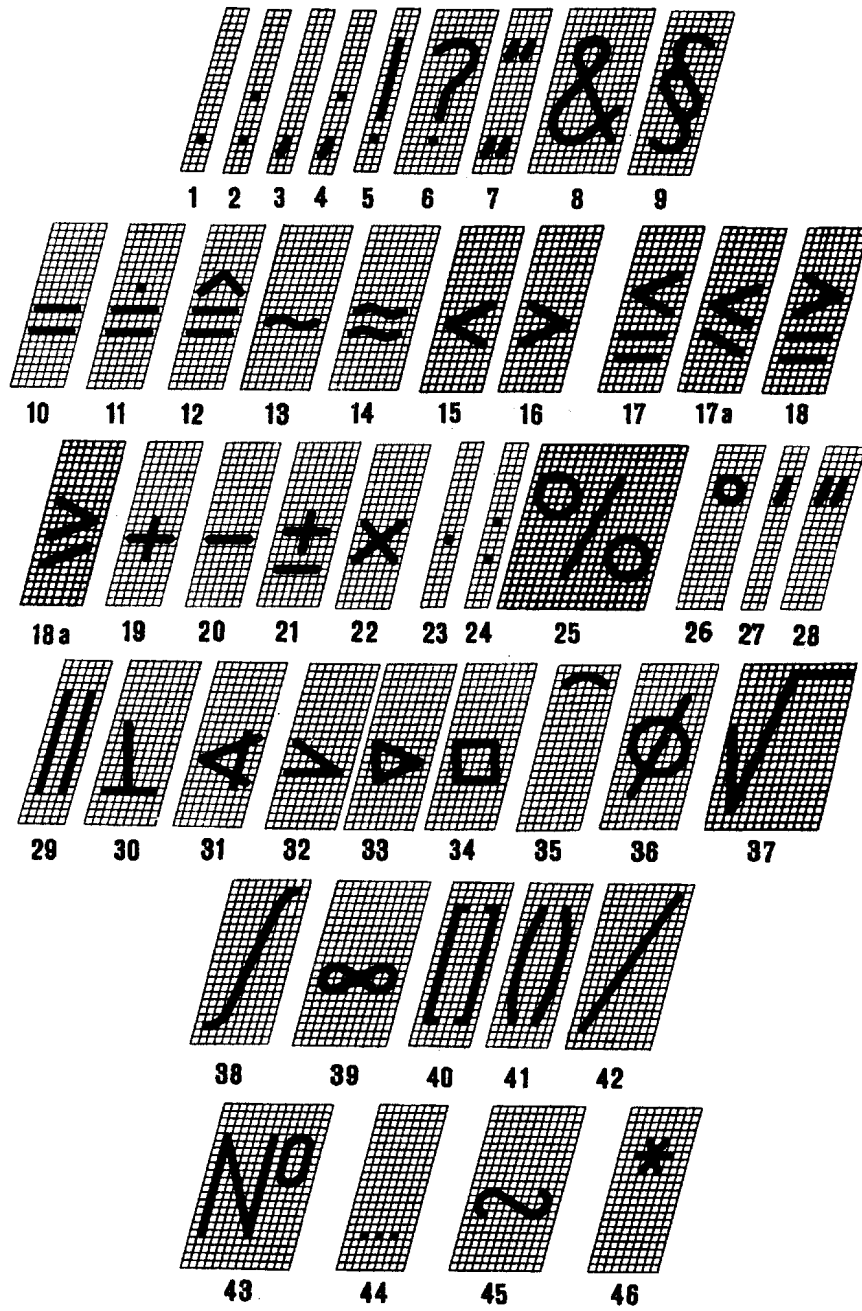 . : , ; ! ? „ " & §
1 2 3 4 5 6 7 8 9
= ≐ ≙ ~ ≈ < > ≦ ⩽ ≧
10 11 12 13 14 15 16 17 17a 18
⩾ + − ± × · : % ° ′ ″
18a 19 20 21 22 23 24 25 26 27 28
∥ ⊥ ∢ ⌒ ∅ √
29 30 31 32 33 34 35 36 37
∫ ∞ [ ] ( ) /
38 39 40 41 42
№ ... ~ *
43 44 45 46